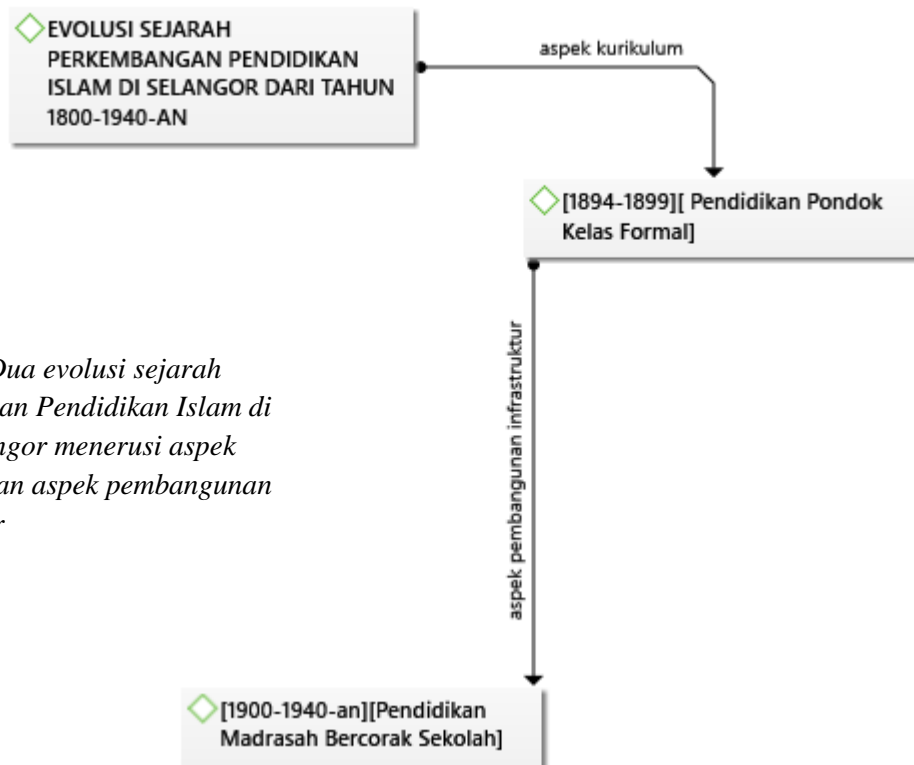 EVOLUSI SEJARAH
PERKEMBANGAN PENDIDIKAN
ISLAM DI SELANGOR DARI TAHUN
1800-1940-AN
aspek kurikulum
[1894-1899][ Pendidikan Pondok
Kelas Formal]
aspek pembangunan infrastruktur
Dua evolusi sejarah
an Pendidikan Islam di
ngor menerusi aspek
an aspek pembangunan
[1900-1940-an][Pendidikan
Madrasah Bercorak Sekolah]